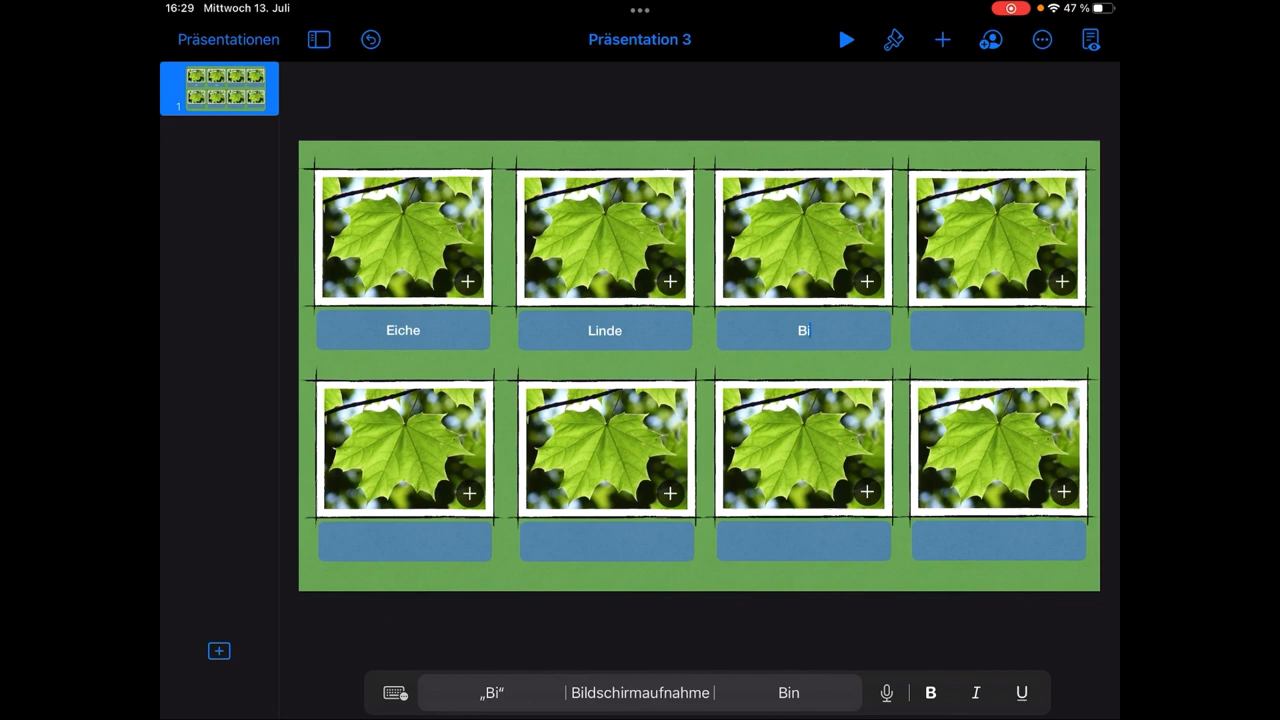 16:29 Mittwoch 13. Juli
47 %
Präsentationen
Präsentation 3
1
Eiche
Linde
Bi
„Bi“
Bildschirmaufnahme
Bin
B I U